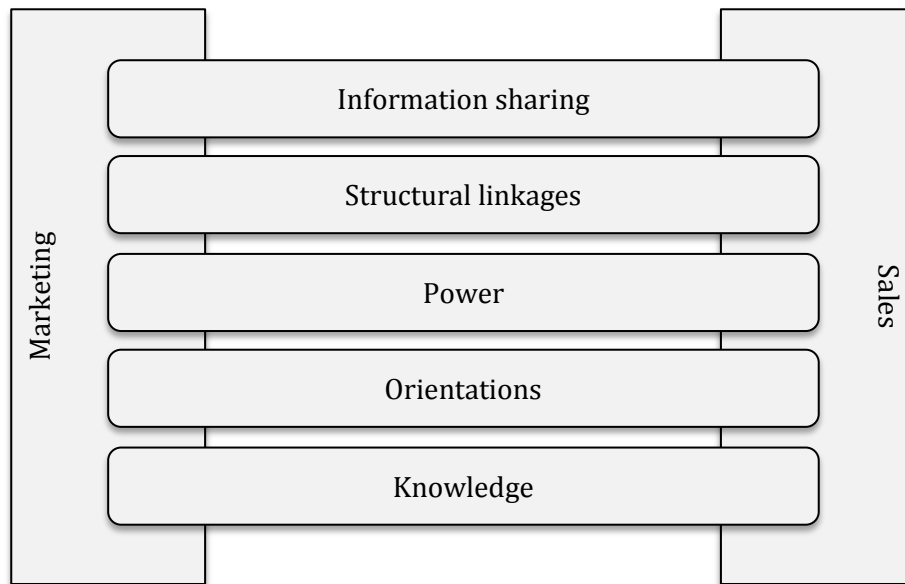 Marketing
Information sharing
Structural linkages
Power
Orientations
Knowledge
Sales